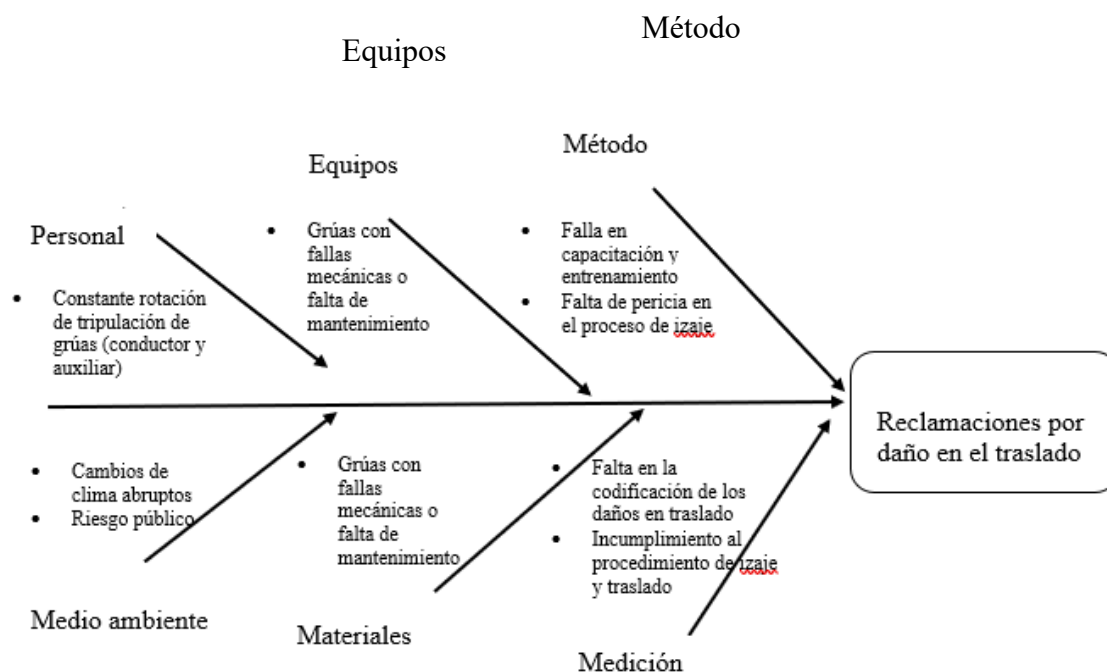 Método
Equipos
Método
Equipos
Personal
• Grúas con
fallas
mecánicas o
falta de
mantenimiento
• Falla en
capacitación y
entrenamiento
• Falta de pericia en
el proceso de izaje
• Constante rotación
de tripulación de
grúas (conductor y
auxiliar)
Reclamaciones por
daño en el traslado
• Cambios de
clima abruptos
• Riesgo público
• Grúas con
fallas
mecánicas o
falta de
mantenimiento
• Falta en la
codificación de los
daños en traslado
• Incumplimiento al
procedimiento de izaje
y traslado
Medio ambiente
Materiales
Medición